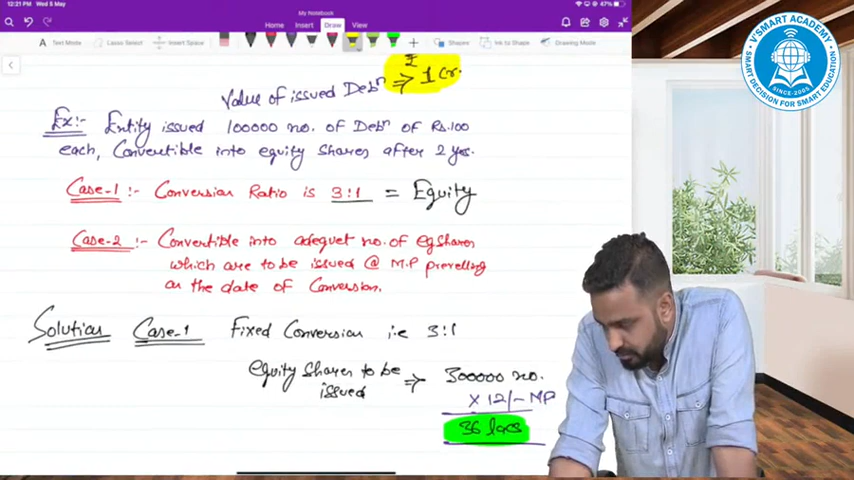 12:21 PM Wed 5 May
47%
My Notebook
Home Insert Draw View
Text Mode Lasso Select Insert Space Shapes Ink to Shape Drawing Mode
₹
Value of issued Debⁿ ⇒ 1 Cr.
Ex:- Entity issued 100000 no. of Debⁿ of Rs.100
each, Convertible into equity shares after 2 yrs.
Case-1 :- Conversion Ratio is 3:1 = Equity
Case-2 :- Convertible into adequet no. of eq shares
which are to be issued @ M.P prevelling
on the date of Conversion.
Solution Case-1 Fixed Conversion i.e 3:1
equity Shares to be issued ⇒ 300000 no.
X 12/- MP
36 lacs
V'SMART ACADEMY
SINCE-2005
SMART DECISION FOR SMART EDUCATION